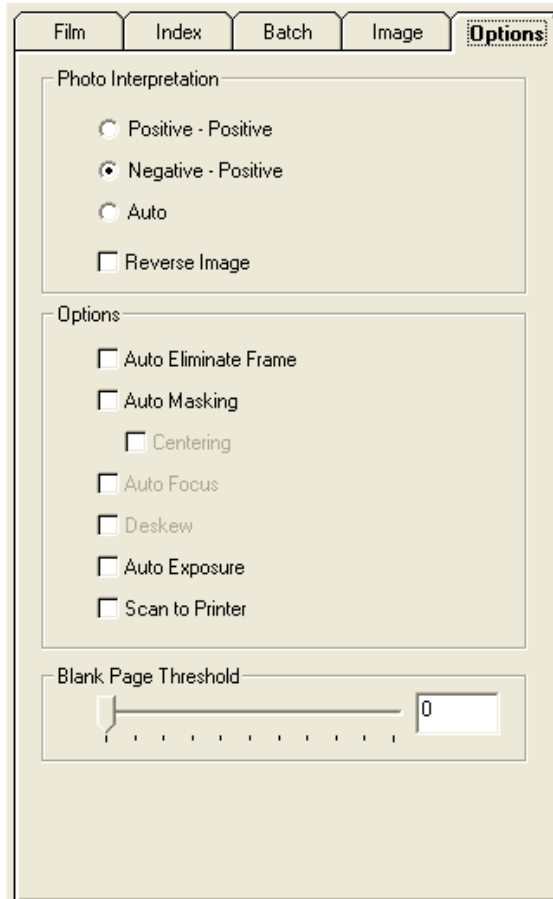 Film Index Batch Image Options
Photo Interpretation
Positive - Positive
Negative - Positive
Auto
Reverse Image
Options
Auto Eliminate Frame
Auto Masking
Centering
Auto Focus
Deskew
Auto Exposure
Scan to Printer
Blank Page Threshold
0